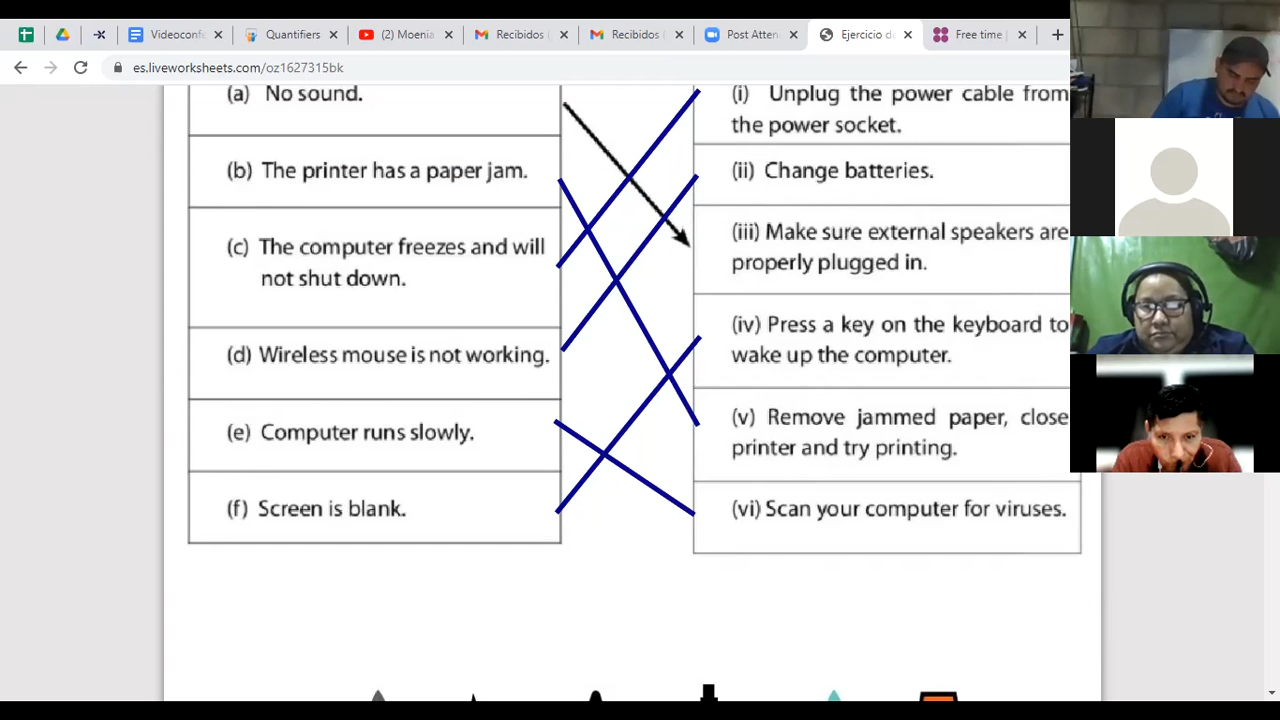 Videoconf
Quantifiers
(2) Moenia
Recibidos
Recibidos
Post Atten
Ejercicio d
Free time |
es.liveworksheets.com/oz1627315bk
(a) No sound.
(b) The printer has a paper jam.
(c) The computer freezes and will
not shut down.
(d) Wireless mouse is not working.
(e) Computer runs slowly.
(f) Screen is blank.
(i) Unplug the power cable from
the power socket.
(ii) Change batteries.
(iii) Make sure external speakers are
properly plugged in.
(iv) Press a key on the keyboard to
wake up the computer.
(v) Remove jammed paper, close
printer and try printing.
(vi) Scan your computer for viruses.